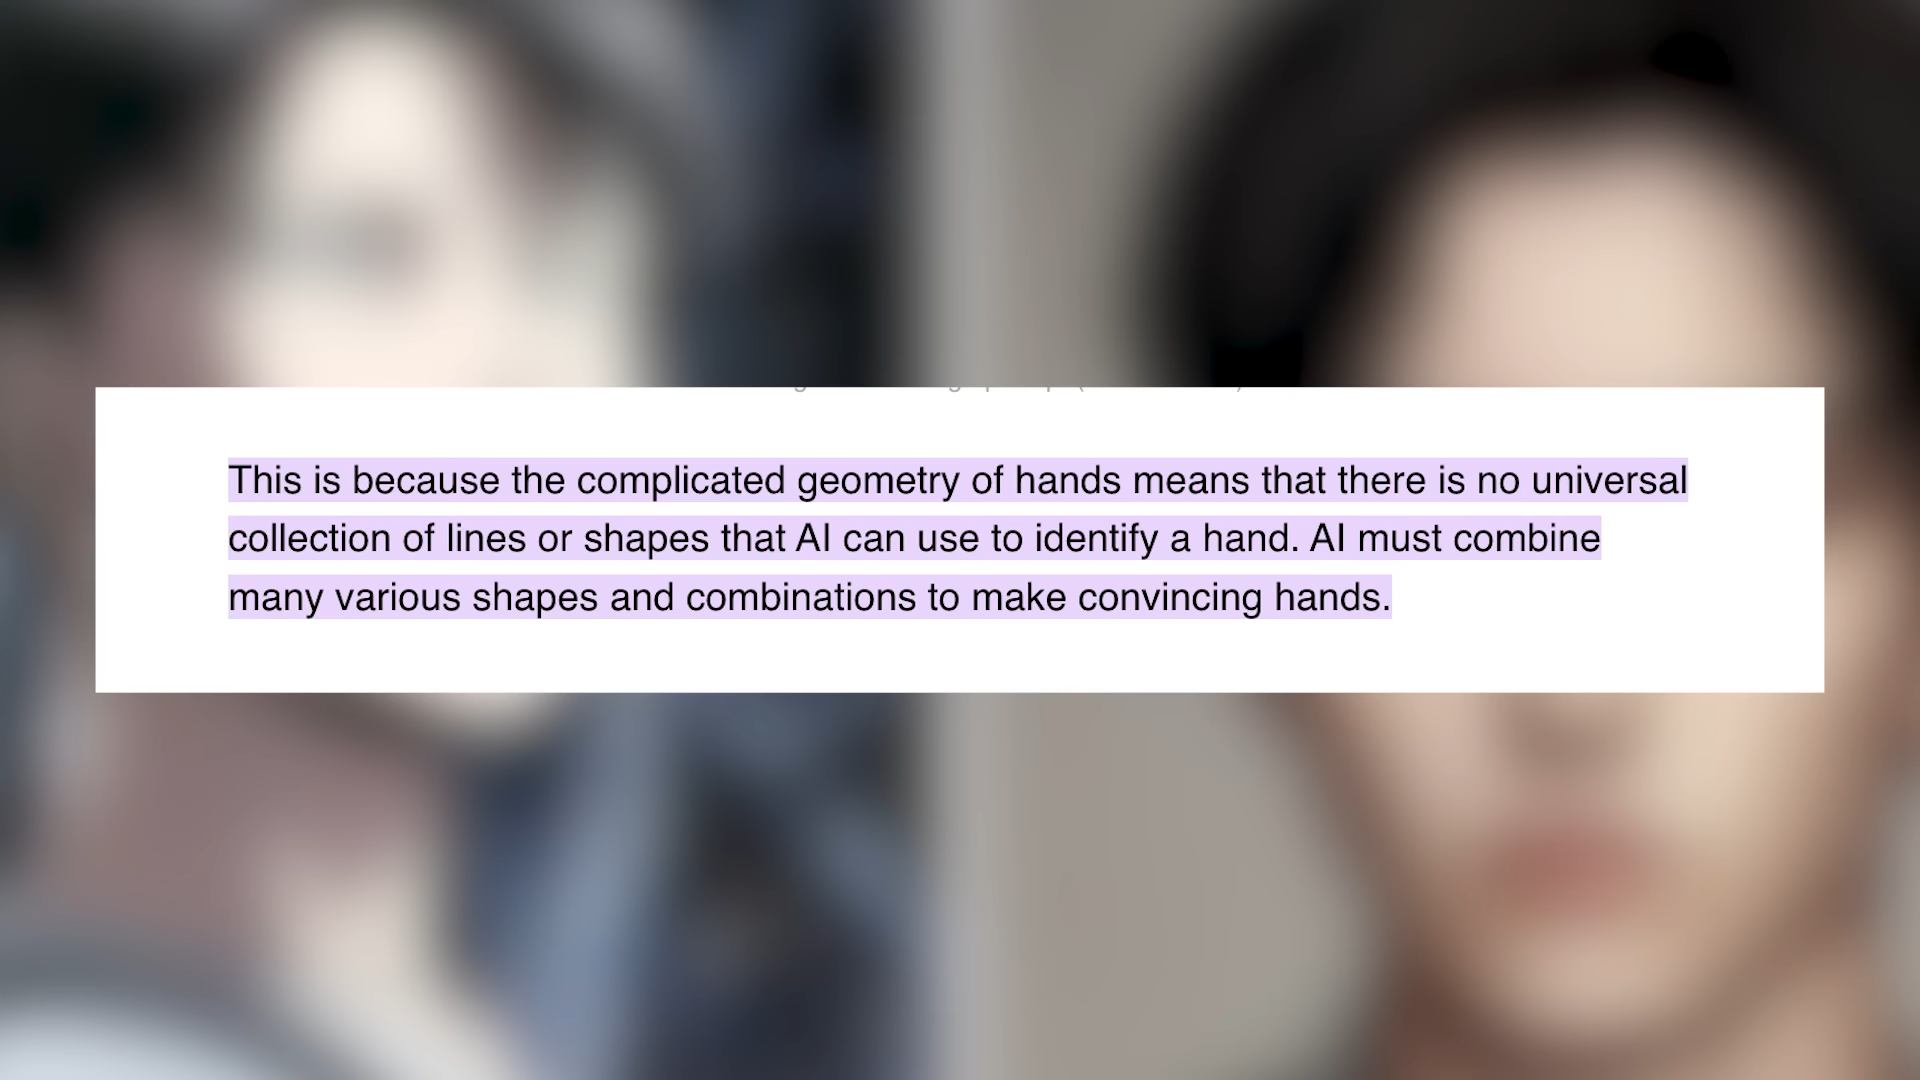 This is because the complicated geometry of hands means that there is no universal
collection of lines or shapes that AI can use to identify a hand. AI must combine
many various shapes and combinations to make convincing hands.